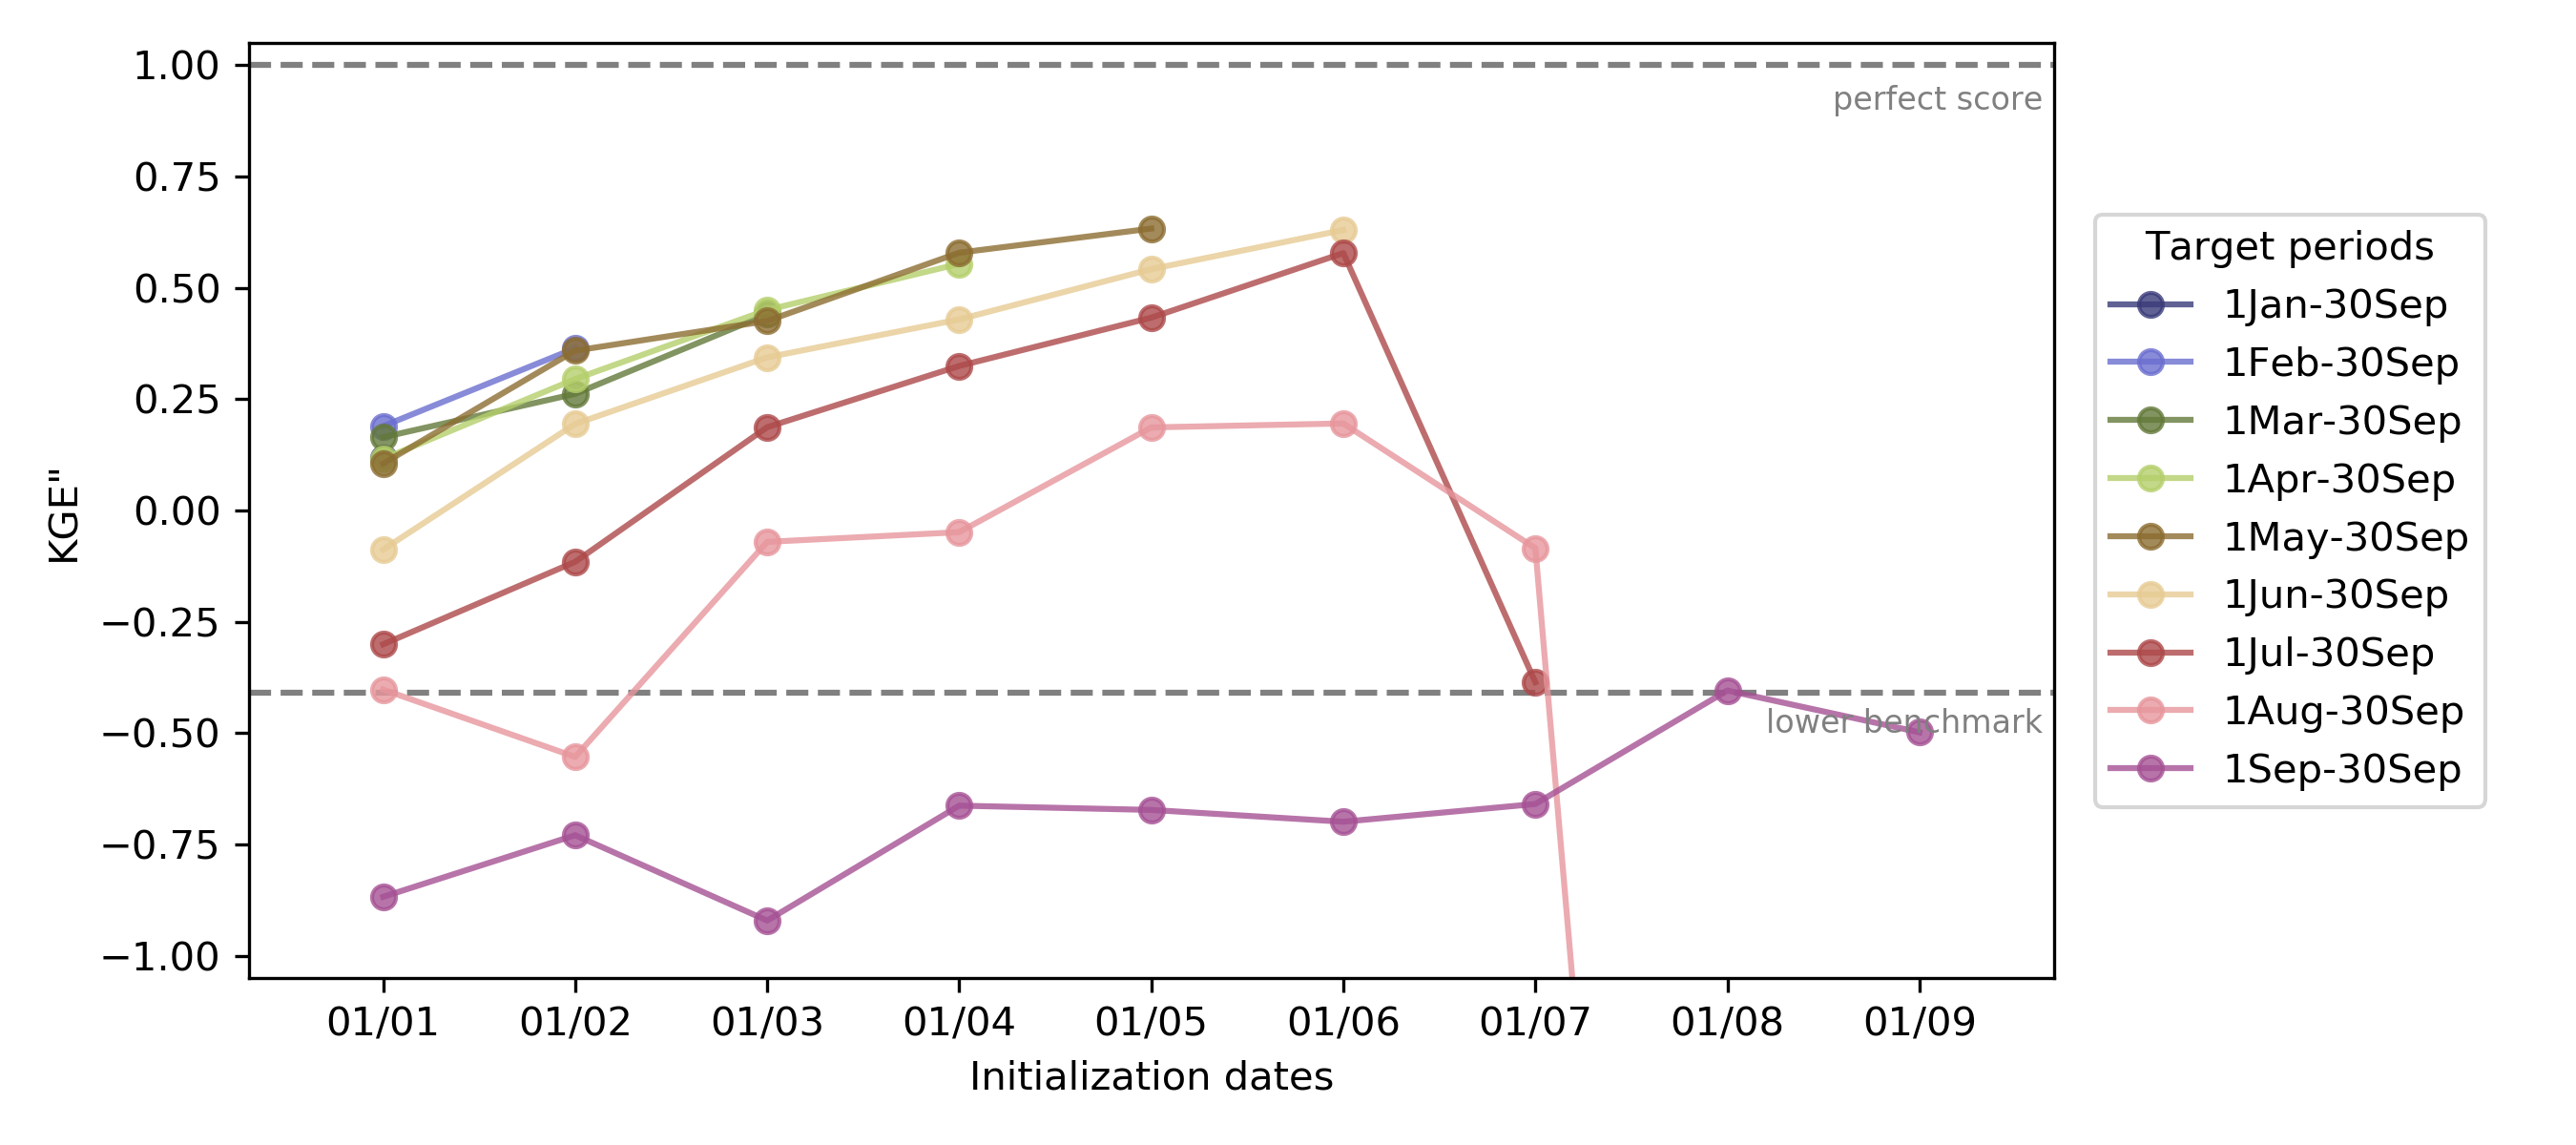 1.00
0.75
0.50
0.25
0.00
−0.25
−0.50
−0.75
−1.00
KGE"
perfect score
lower benchmark
01/01 01/02 01/03 01/04 01/05 01/06 01/07 01/08 01/09
Initialization dates
Target periods
1Jan-30Sep
1Feb-30Sep
1Mar-30Sep
1Apr-30Sep
1May-30Sep
1Jun-30Sep
1Jul-30Sep
1Aug-30Sep
1Sep-30Sep